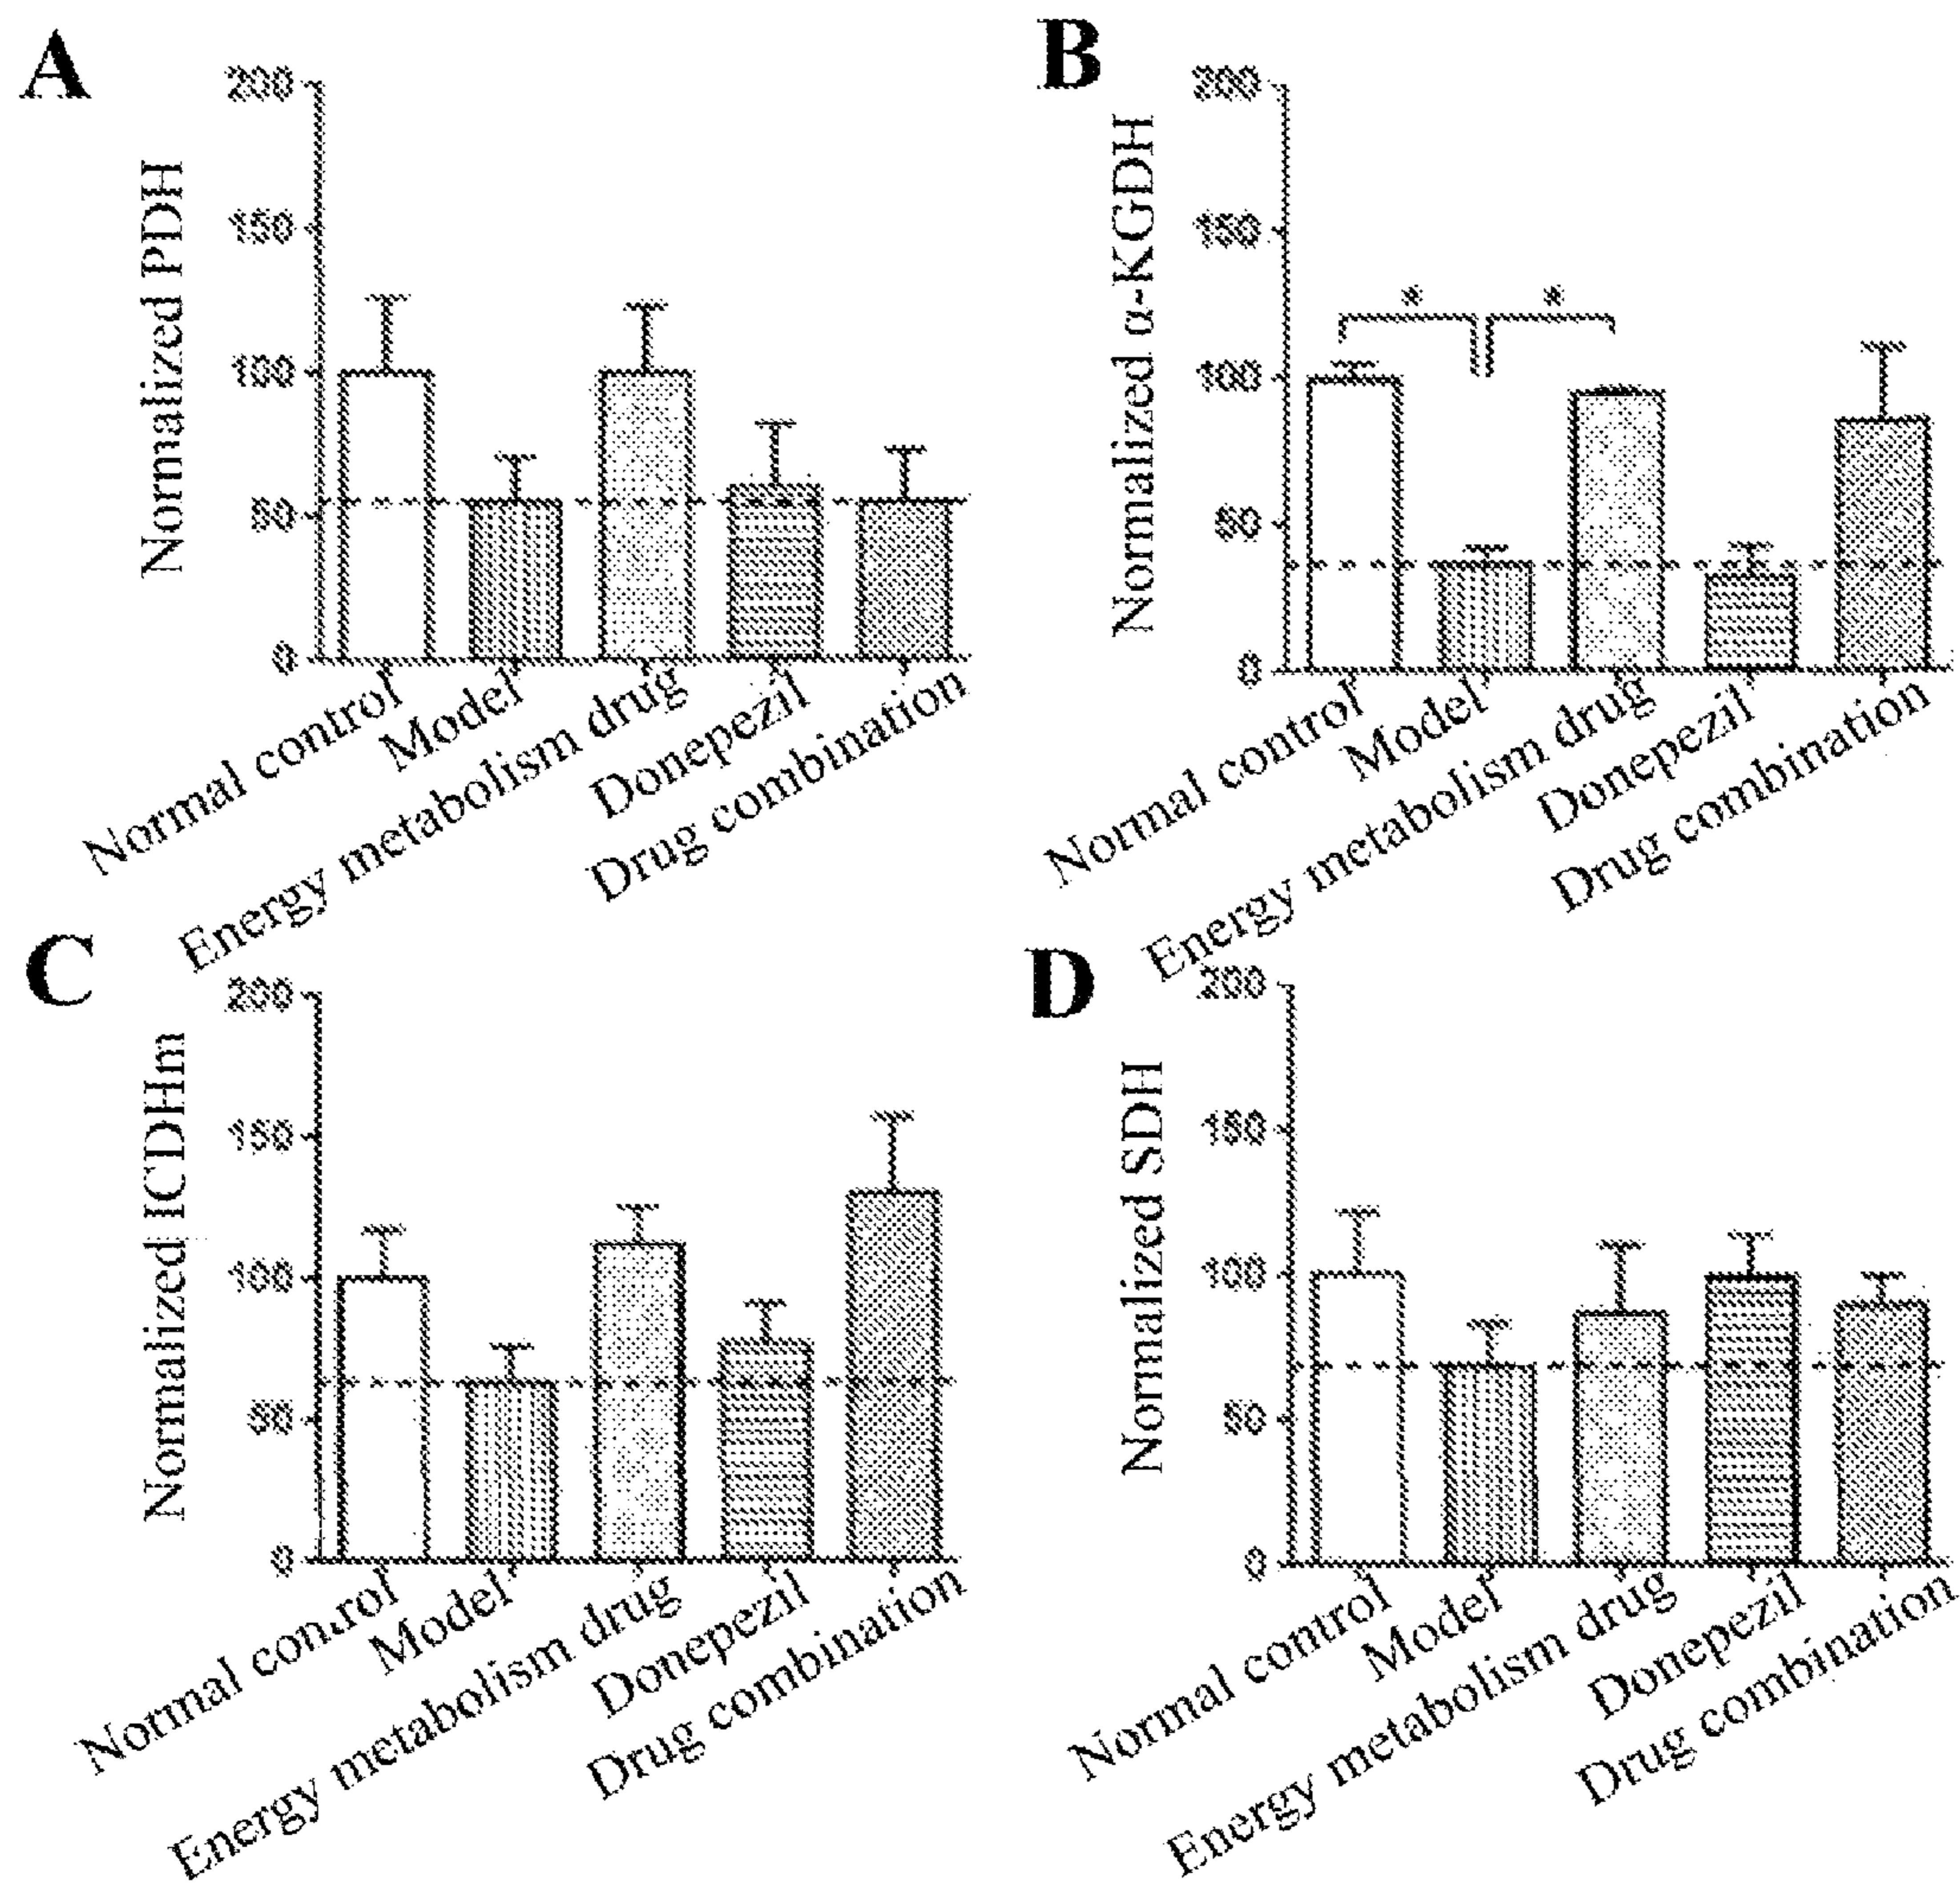 A
Normalized PDH
200
150
100
50
0
Normal control
Model
Energy metabolism drug
Donepezil
Drug combination
B
Normalized α-KGDH
200
150
100
50
0
*
*
Normal control
Model
Energy metabolism drug
Donepezil
Drug combination
C
Normalized ICDHm
200
150
100
50
0
Normal control
Model
Energy metabolism drug
Donepezil
Drug combination
D
Normalized SDH
200
150
100
50
0
Normal control
Model
Energy metabolism drug
Donepezil
Drug combination